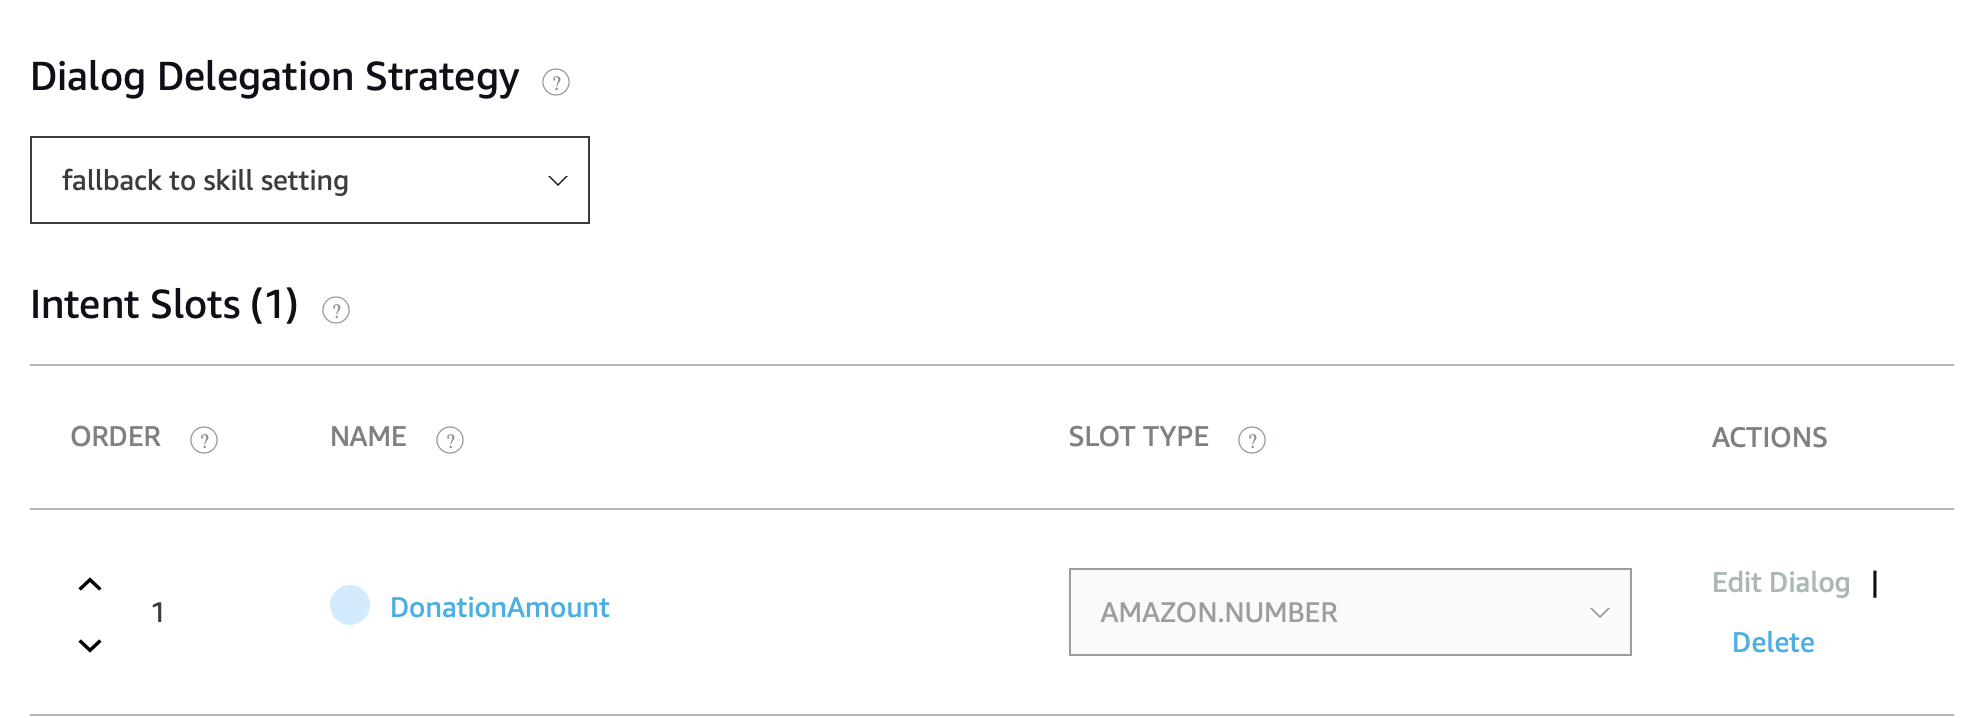 Dialog Delegation Strategy ?
fallback to skill setting
Intent Slots (1) ?
ORDER ? NAME ? SLOT TYPE ? ACTIONS
1 DonationAmount AMAZON.NUMBER Edit Dialog |
Delete